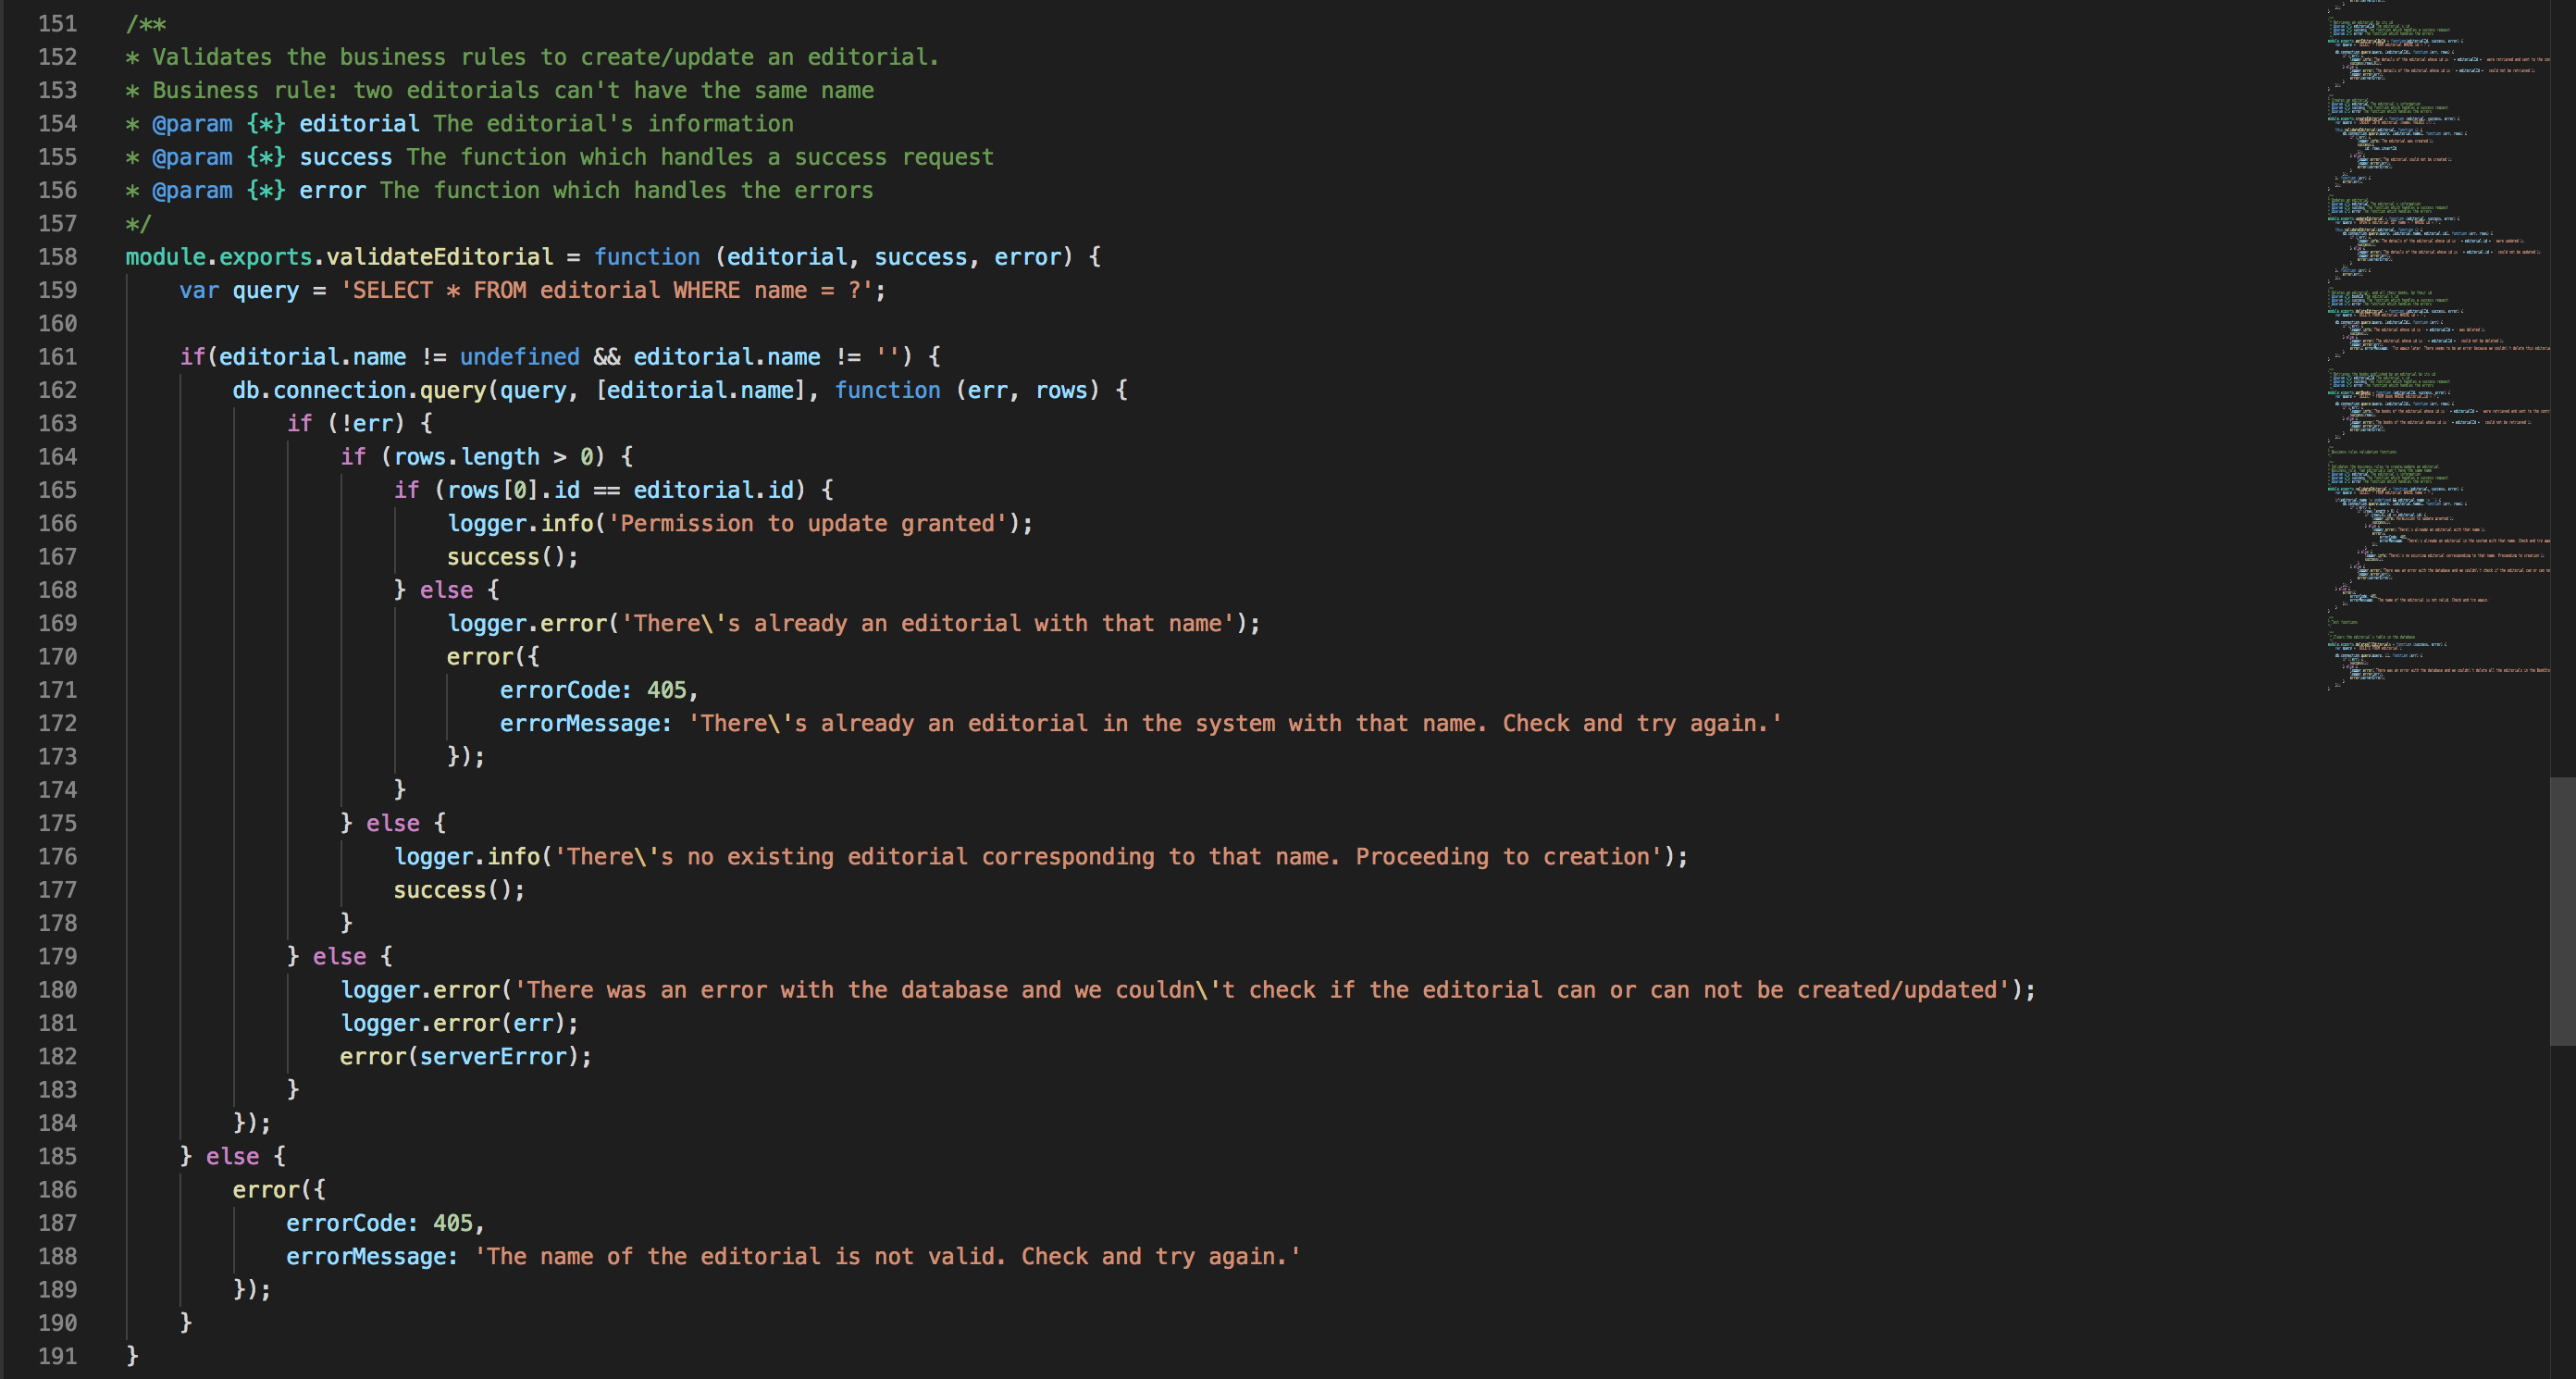 151 /**
152 * Validates the business rules to create/update an editorial.
153 * Business rule: two editorials can't have the same name
154 * @param {*} editorial The editorial's information
155 * @param {*} success The function which handles a success request
156 * @param {*} error The function which handles the errors
157 */
158 module.exports.validateEditorial = function (editorial, success, error) {
159     var query = 'SELECT * FROM editorial WHERE name = ?';
160
161     if(editorial.name != undefined && editorial.name != '') {
162         db.connection.query(query, [editorial.name], function (err, rows) {
163             if (!err) {
164                 if (rows.length > 0) {
165                     if (rows[0].id == editorial.id) {
166                         logger.info('Permission to update granted');
167                         success();
168                     } else {
169                         logger.error('There\'s already an editorial with that name');
170                         error({
171                             errorCode: 405,
172                             errorMessage: 'There\'s already an editorial in the system with that name. Check and try again.'
173                         });
174                     }
175                 } else {
176                     logger.info('There\'s no existing editorial corresponding to that name. Proceeding to creation');
177                     success();
178                 }
179             } else {
180                 logger.error('There was an error with the database and we couldn\'t check if the editorial can or can not be created/updated');
181                 logger.error(err);
182                 error(serverError);
183             }
184         });
185     } else {
186         error({
187             errorCode: 405,
188             errorMessage: 'The name of the editorial is not valid. Check and try again.'
189         });
190     }
191 }